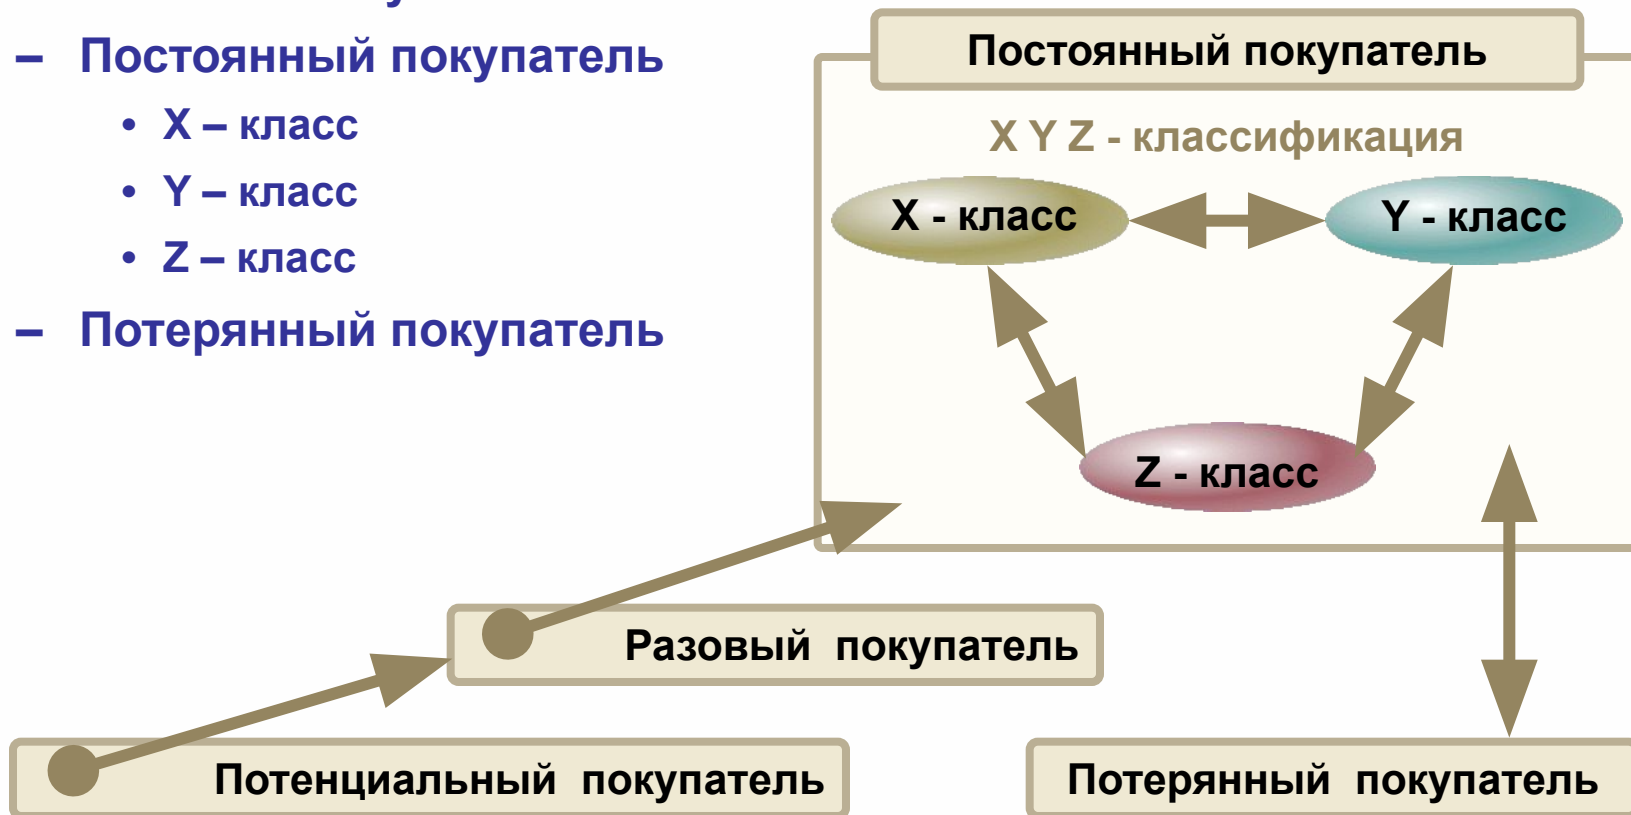 – Постоянный покупатель
• X – класс
• Y – класс
• Z – класс
– Потерянный покупатель
Постоянный покупатель
X Y Z - классификация
X - класс
Y - класс
Z - класс
Разовый покупатель
Потенциальный покупатель
Потерянный покупатель